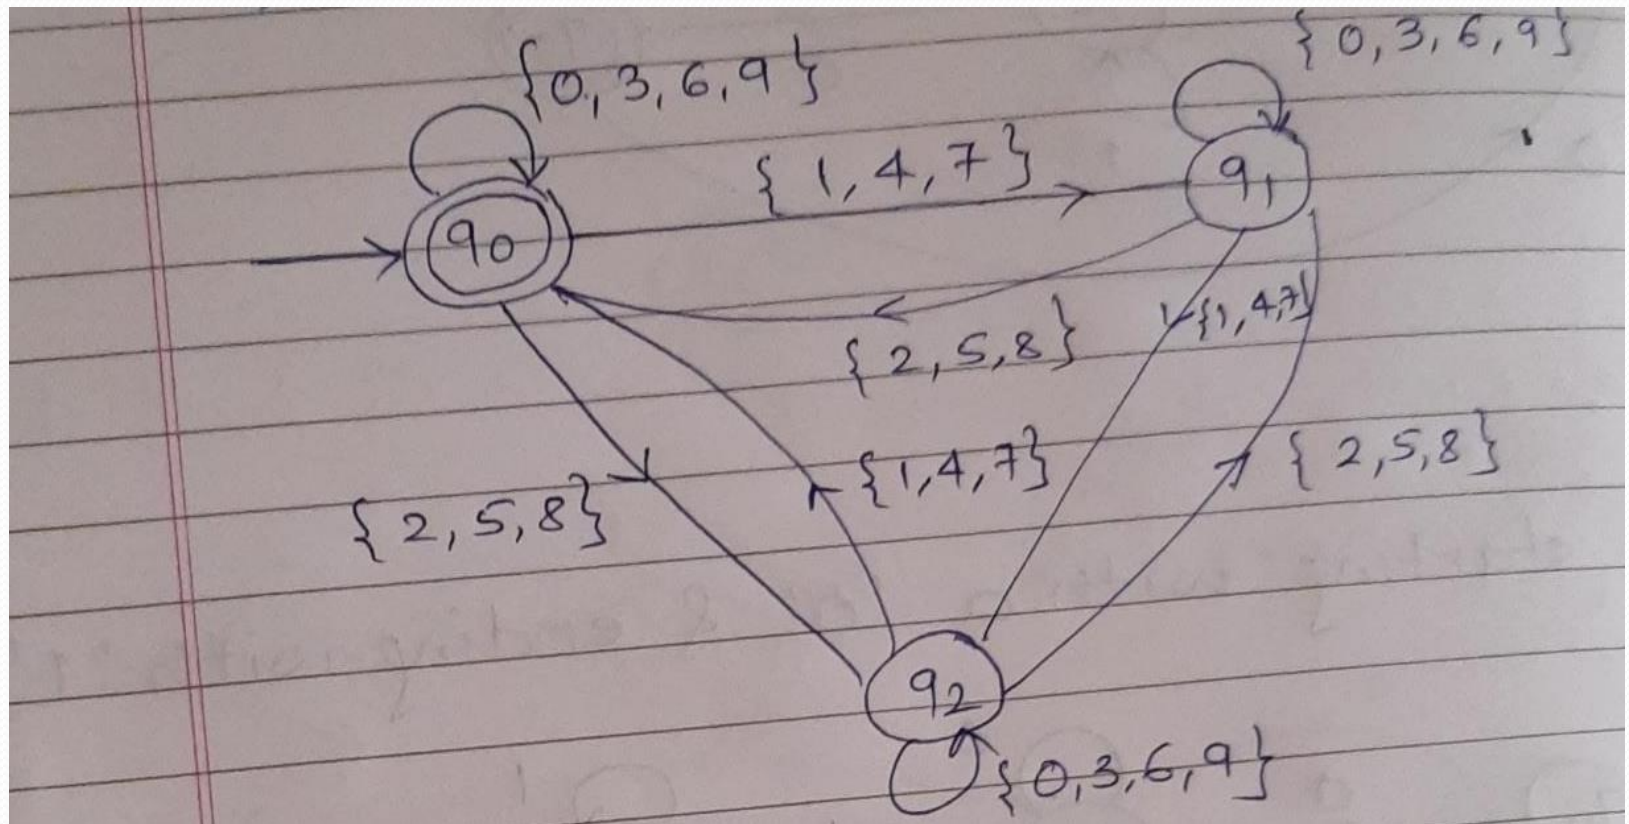 {0, 3, 6, 9}
{0, 3, 6, 9}
{1, 4, 7}
q0
q1
{2, 5, 8}
{1, 4, 7}
{2, 5, 8}
{1, 4, 7}
{2, 5, 8}
q2
{0, 3, 6, 9}